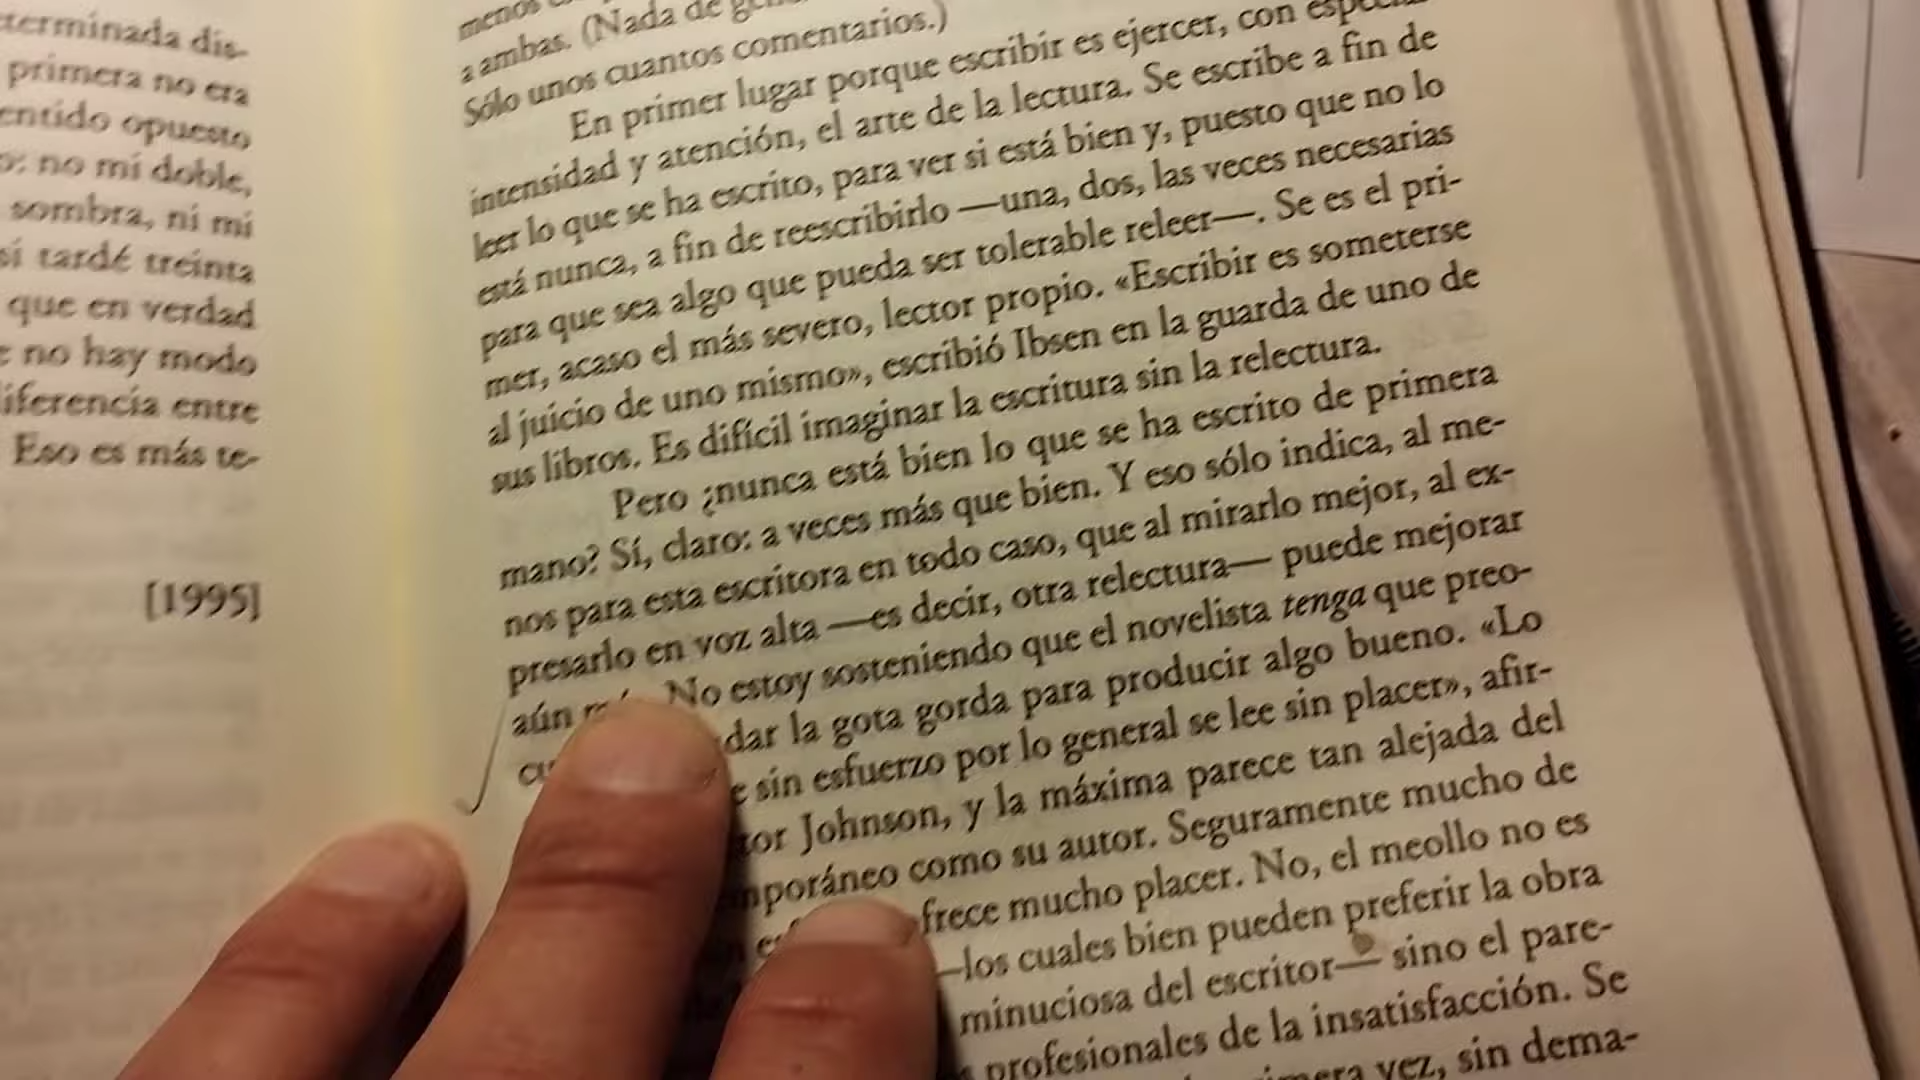 terminada dis-
primera no era
entido opuesto
o: no mi doble,
sombra, ni mi
sí tardé treinta
que en verdad
e no hay modo
diferencia entre
Eso es más te-
[1995]
menos
a ambas. (Nada de
Sólo unos cuantos comentarios.)
En primer lugar porque escribir es ejercer, con especial
intensidad y atención, el arte de la lectura. Se escribe a fin de
leer lo que se ha escrito, para ver si está bien y, puesto que no lo
está nunca, a fin de reescribirlo —una, dos, las veces necesarias
para que sea algo que pueda ser tolerable releer—. Se es el pri-
mer, acaso el más severo, lector propio. «Escribir es someterse
al juicio de uno mismo», escribió Ibsen en la guarda de uno de
sus libros. Es difícil imaginar la escritura sin la relectura.
Pero ¿nunca está bien lo que se ha escrito de primera
mano? Sí, claro: a veces más que bien. Y eso sólo indica, al me-
nos para esta escritora en todo caso, que al mirarlo mejor, al ex-
presarlo en voz alta —es decir, otra relectura— puede mejorar
aún más. No estoy sosteniendo que el novelista tenga que preo-
cu dar la gota gorda para producir algo bueno. «Lo
e sin esfuerzo por lo general se lee sin placer», afir-
tor Johnson, y la máxima parece tan alejada del
mporáneo como su autor. Seguramente mucho de
frece mucho placer. No, el meollo no es
—los cuales bien pueden preferir la obra
minuciosa del escritor— sino el pare-
profesionales de la insatisfacción. Se
primera vez, sin dema-